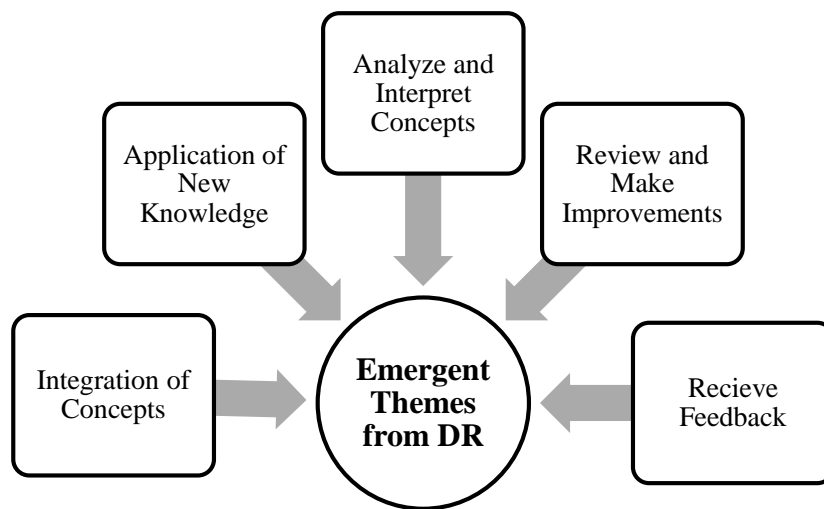 Analyze and
Interpret
Concepts
Application of
New
Knowledge
Review and
Make
Improvements
Integration of
Concepts
Emergent
Themes
from DR
Recieve
Feedback